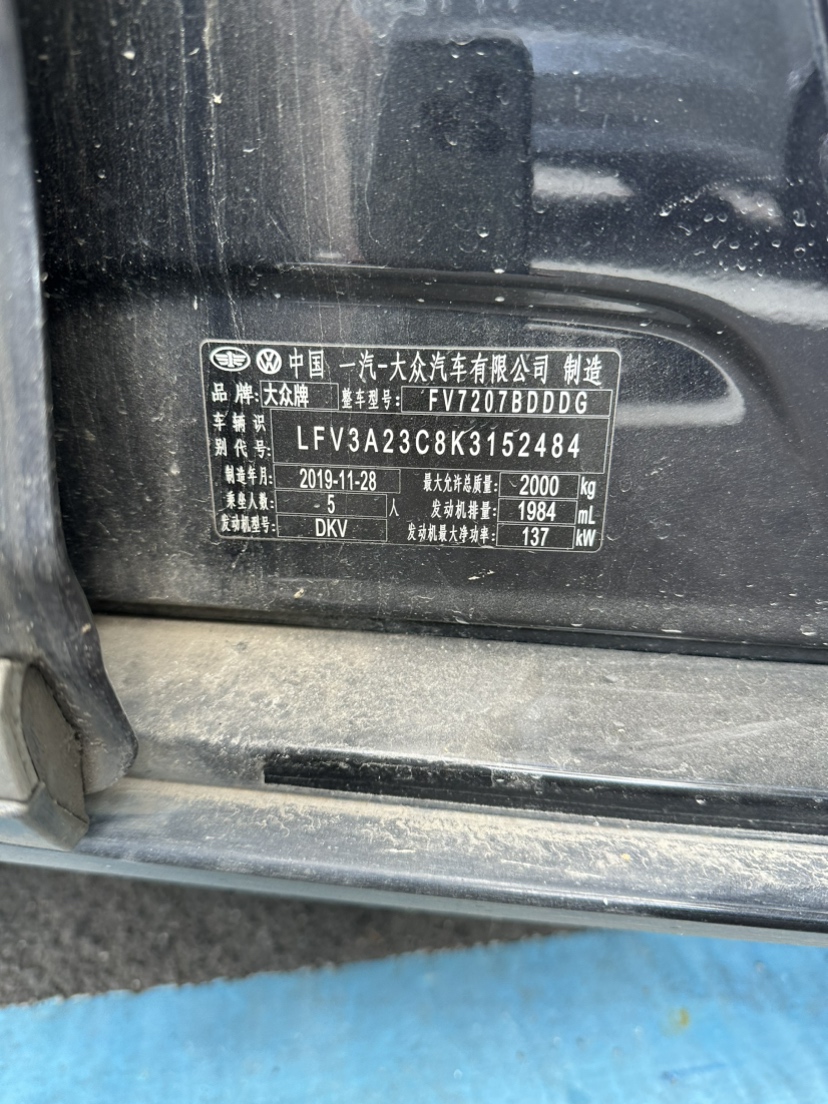 中国 一汽-大众汽车有限公司 制造
品牌: 大众牌 整车型号: FV7207BDDDG
车辆识别代号: LFV3A23C8K3152484
制造年月: 2019-11-28 最大允许总质量: 2000 kg
乘坐人数: 5 人 发动机排量: 1984 mL
发动机型号: DKV 发动机最大净功率: 137 kW